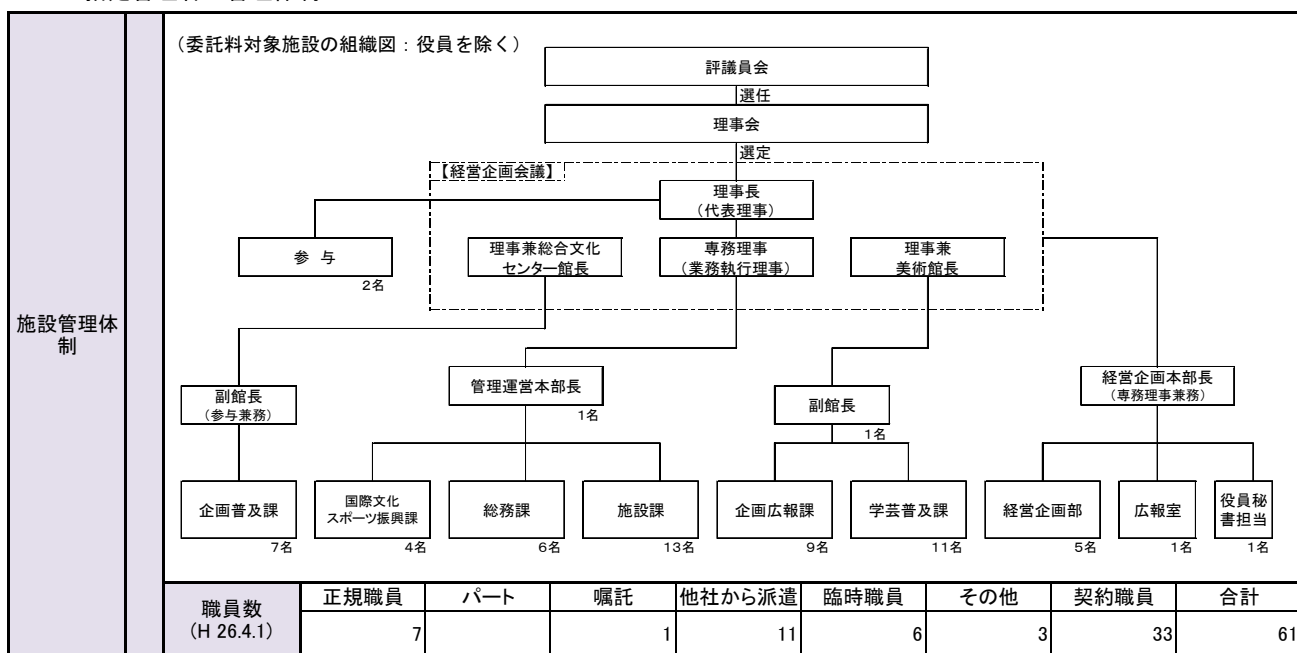 （委託料対象施設の組織図：役員を除く）
評議員会
選任
理事会
選定
【経営企画会議】
理事長
（代表理事）
参 与
2名
理事兼総合文化
センター館長
専務理事
（業務執行理事）
理事兼
美術館長
施設管理体
制
副館長
（参与兼務）
管理運営本部長
1名
副館長
1名
経営企画本部長
（専務理事兼務）
企画普及課
7名
国際文化
スポーツ振興課
4名
総務課
6名
施設課
13名
企画広報課
9名
学芸普及課
11名
経営企画部
5名
広報室
1名
役員秘
書担当
1名
職員数
（H 26.4.1）
正規職員 パート 嘱託 他社から派遣 臨時職員 その他 契約職員 合計
7 1 11 6 3 33 61